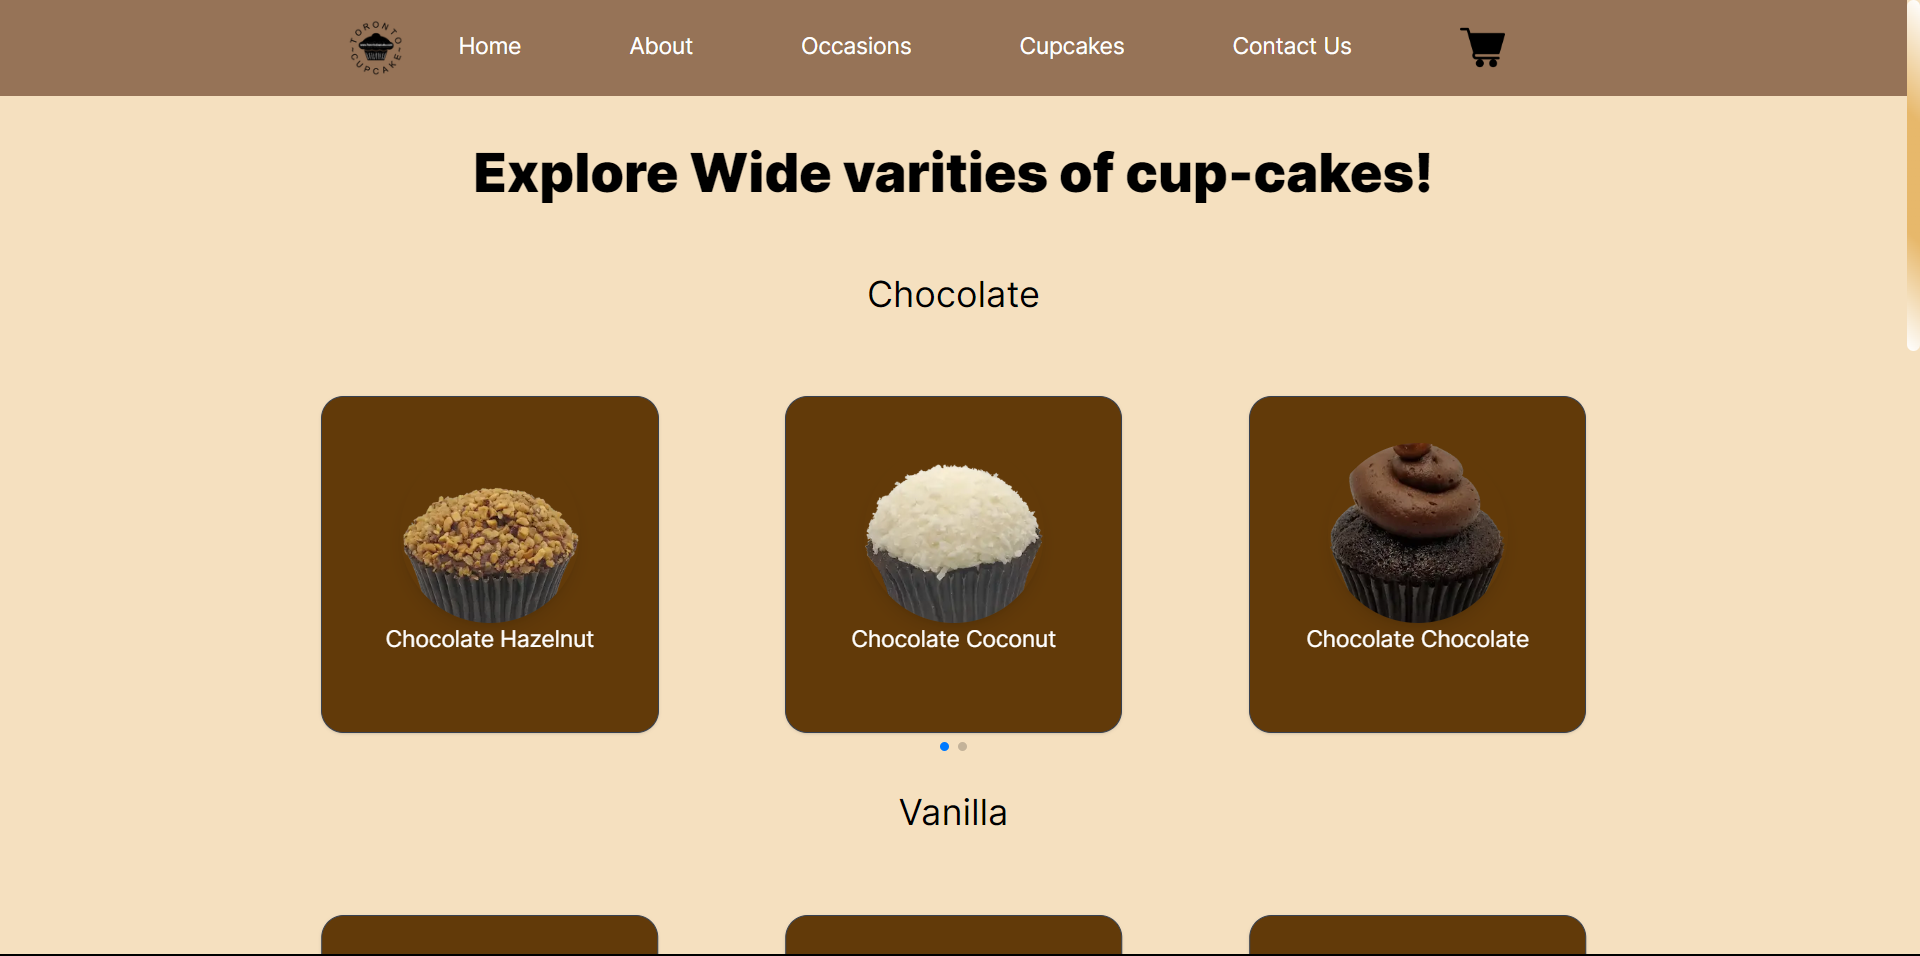 TORONTO
CUPCAKE
Home
About
Occasions
Cupcakes
Contact Us
Explore Wide varities of cup-cakes!
Chocolate
Chocolate Hazelnut
Chocolate Coconut
Chocolate Chocolate
Vanilla